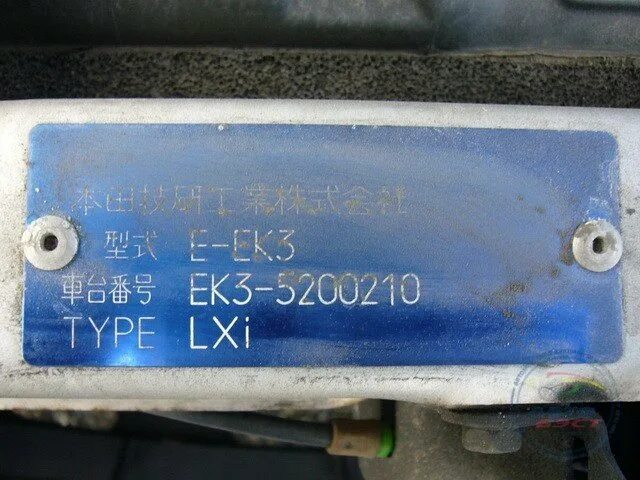 本田技研工業株式会社
型式 E-EK3
車台番号 EK3-5200210
TYPE LXi